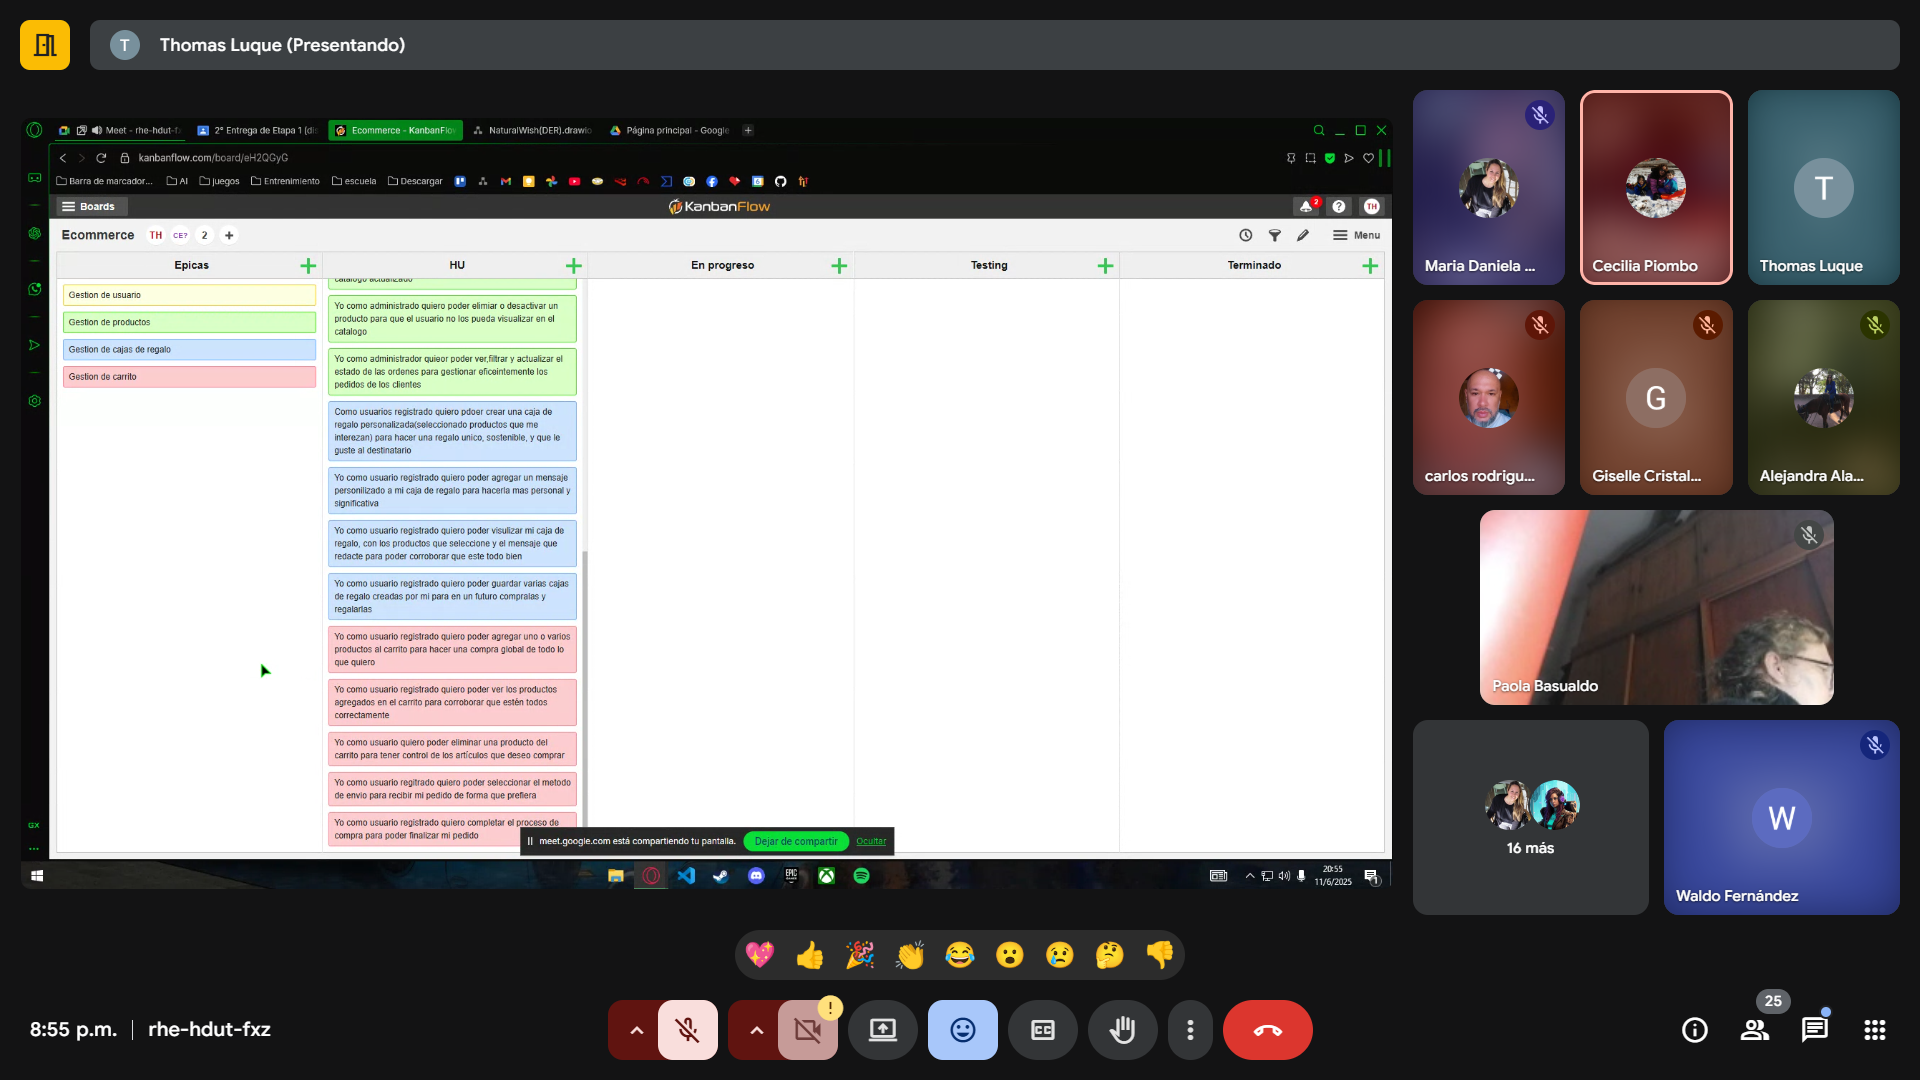 T
Thomas Luque (Presentando)
Meet - rhe-hdut-f
2° Entrega de Etapa 1 (di
Ecommerce - KanbanFlow
NaturalWish(DER).drawio
Página principal - Google
kanbanflow.com/board/eH2QGyG
Barra de marcador...
AI
juegos
Entrenimiento
escuela
Descargar
Boards
KanbanFlow
2
TH
Ecommerce
TH
CE?
2
Menu
Epicas
HU
En progreso
Testing
Terminado
Gestion de usuario
Gestion de productos
Gestion de cajas de regalo
Gestion de carrito
catalogo actualizado
Yo como administrado quiero poder elimiar o desactivar un
producto para que el usuario no los pueda visualizar en el
catalogo
Yo como administrador quieor poder ver,filtrar y actualizar el
estado de las ordenes para gestionar eficeintemente los
pedidos de los clientes
Como usuarios registrado quiero pdoer crear una caja de
regalo personalizada(seleccionado productos que me
interezan) para hacer una regalo unico, sostenible, y que le
guste al destinatario
Yo como usuario registrado quiero poder agregar un mensaje
personilizado a mi caja de regalo para hacerla mas personal y
significativa
Yo como usuario registrado quiero poder visulizar mi caja de
regalo, con los productos que seleccione y el mensaje que
redacte para poder corroborar que este todo bien
Yo como usuario registrado quiero poder guardar varias cajas
de regalo creadas por mi para en un futuro compralas y
regalarlas
Yo como usuario registrado quiero poder agregar uno o varios
productos al carrito para hacer una compra global de todo lo
que quiero
Yo como usuario registrado quiero poder ver los productos
agregados en el carrito para corroborar que estén todos
correctamente
Yo como usuario quiero poder eliminar una producto del
carrito para tener control de los artículos que deseo comprar
Yo como usuario regitrado quiero poder seleccionar el metodo
de envio para recibir mi pedido de forma que prefiera
Yo como usuario registrado quiero completar el proceso de
compra para poder finalizar mi pedido
meet.google.com está compartiendo tu pantalla.
Dejar de compartir
Ocultar
GX
EPIC
20:55
11/6/2025
1
Maria Daniela ...
Cecilia Piombo
T
Thomas Luque
carlos rodrigu...
G
Giselle Cristal...
Alejandra Ala...
Paola Basualdo
16 más
W
Waldo Fernández
8:55 p.m.
rhe-hdut-fxz
!
CC
25